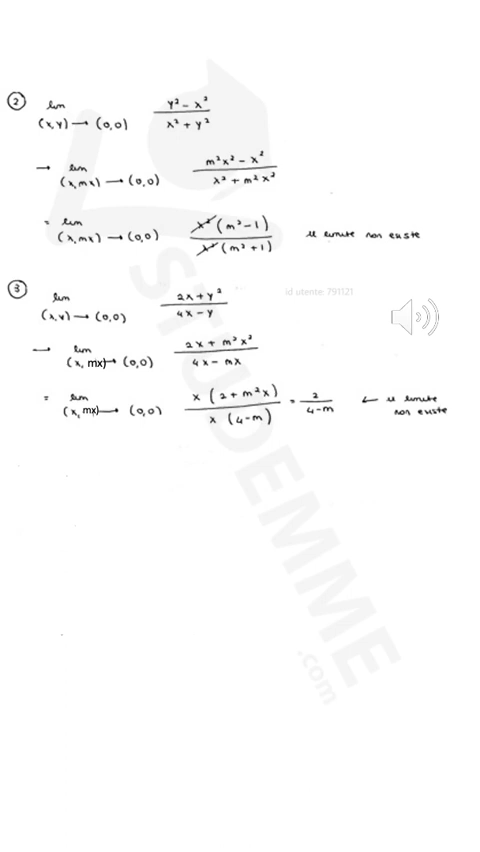 ② lim (x,y) → (0,0) y² - x² / x² + y²
→ lim (x,mx) → (0,0) m²x² - x² / x² + m²x²
= lim (x,mx) → (0,0) x²(m²-1) / x²(m²+1) il limite non esiste
③ lim (x,y) → (0,0) 2x + y² / 4x - y
id utente: 791121
→ lim (x, mx) → (0,0) 2x + m²x² / 4x - mx
= lim (x, mx) → (0,0) x (2 + m²x) / x (4-m) = 2 / 4-m ← il limite non esiste
STUDEMME
.com